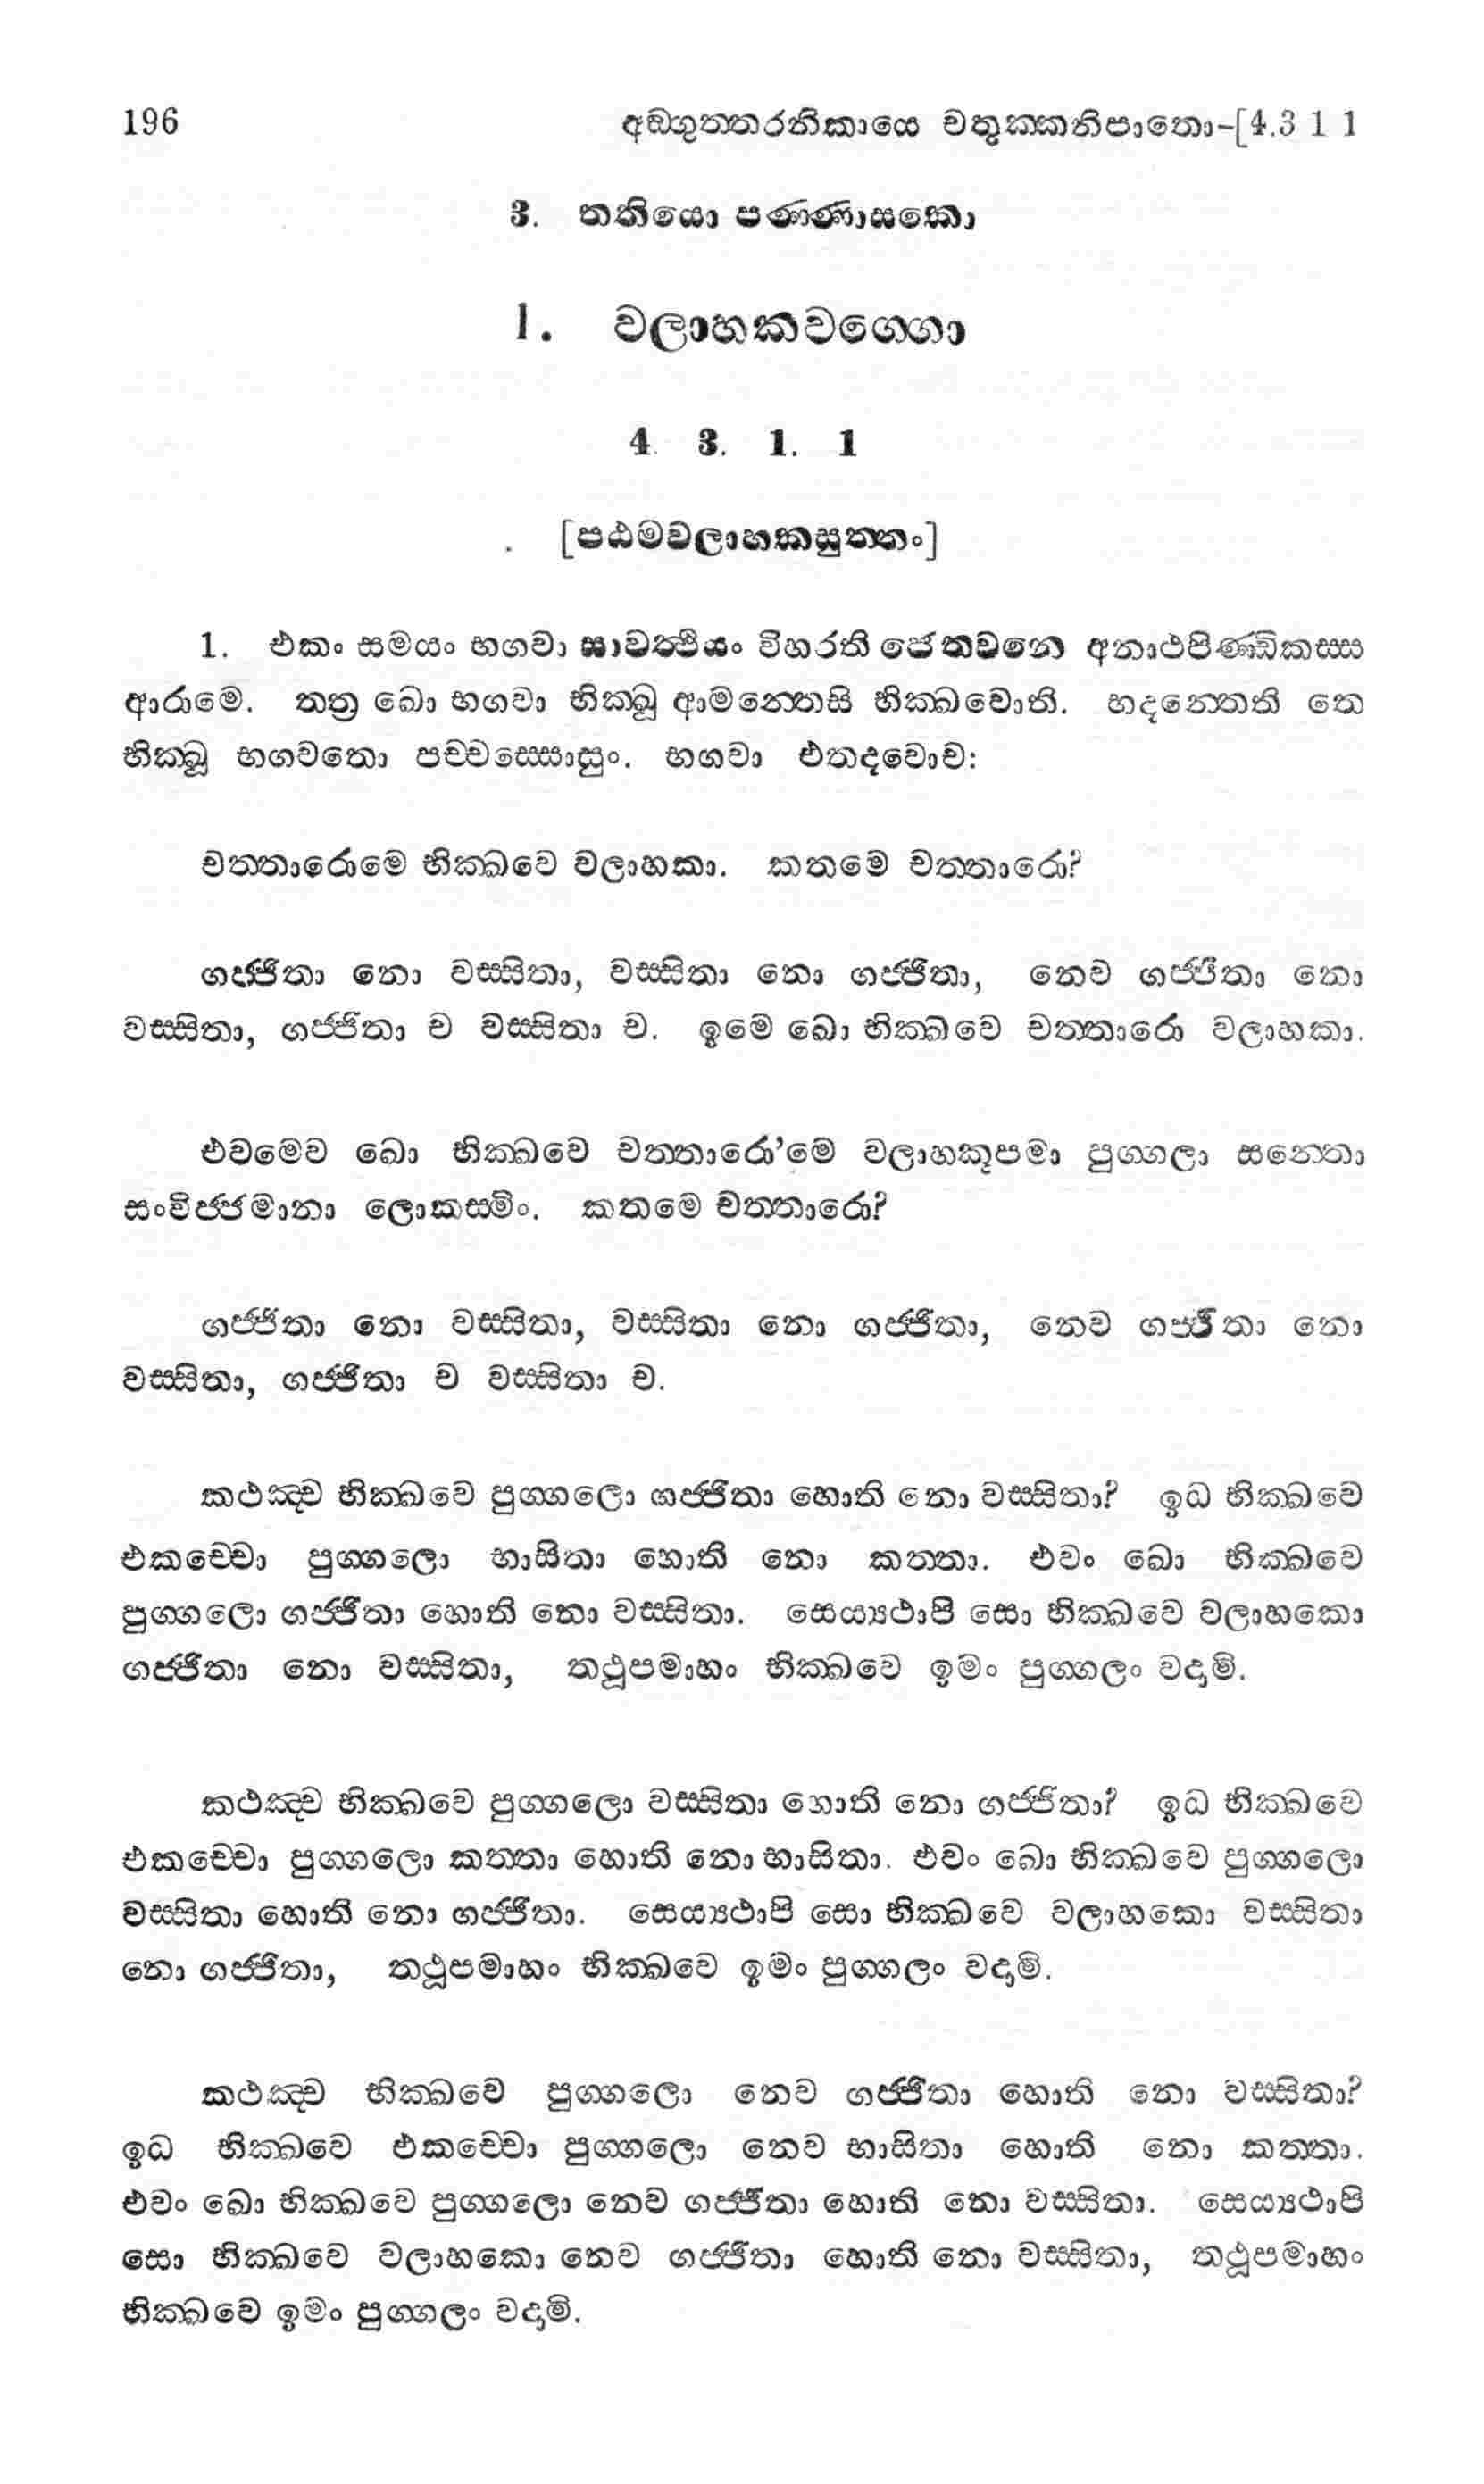 196 අඞ්ගුත්තරනිකායෙ චතුක්කනිපාතො-[4.3 1 1
3. තතියො පණ්ණාසකො
1. වලාහකවග්ගො
4. 3. 1. 1
[පඨමවලාහකසුත්තං]
1. එකං සමයං භගවා සාවත්ථියං විහරති ජෙතවනෙ අනාථපිණ්ඩිකස්ස
ආරාමෙ. තත්‍ර ඛො භගවා භික්ඛූ ආමන්තෙසි භික්ඛවොති. භදන්තෙති තෙ
භික්ඛූ භගවතො පච්චස්සොසුං. භගවා එතදවොච:
චත්තාරොමෙ භික්ඛවෙ වලාහකා. කතමෙ චත්තාරො?
ගජ්ජිතා නො වස්සිතා, වස්සිතා නො ගජ්ජිතා, නෙව ගජ්ජිතා නො
වස්සිතා, ගජ්ජිතා ච වස්සිතා ච. ඉමෙ ඛො භික්ඛවෙ චත්තාරො වලාහකා.
එවමෙව ඛො භික්ඛවෙ චත්තාරො’මෙ වලාහකූපමා පුග්ගලා සන්තො
සංවිජ්ජමානා ලොකස්මිං. කතමෙ චත්තාරො?
ගජ්ජිතා නො වස්සිතා, වස්සිතා නො ගජ්ජිතා, නෙව ගජ්ජිතා නො
වස්සිතා, ගජ්ජිතා ච වස්සිතා ච.
කථඤ්ච භික්ඛවෙ පුග්ගලො ගජ්ජිතා හොති නො වස්සිතා? ඉධ භික්ඛවෙ
එකච්චො පුග්ගලො භාසිතා හොති නො කත්තා. එවං ඛො භික්ඛවෙ
පුග්ගලො ගජ්ජිතා හොති නො වස්සිතා. සෙය්‍යථාපි සො භික්ඛවෙ වලාහකො
ගජ්ජිතා නො වස්සිතා, තථූපමාහං භික්ඛවෙ ඉමං පුග්ගලං වදාමි.
කථඤ්ච භික්ඛවෙ පුග්ගලො වස්සිතා හොති නො ගජ්ජිතා? ඉධ භික්ඛවෙ
එකච්චො පුග්ගලො කත්තා හොති නො භාසිතා. එවං ඛො භික්ඛවෙ පුග්ගලො
වස්සිතා හොති නො ගජ්ජිතා. සෙය්‍යථාපි සො භික්ඛවෙ වලාහකො වස්සිතා
නො ගජ්ජිතා, තථූපමාහං භික්ඛවෙ ඉමං පුග්ගලං වදාමි.
කථඤ්ච භික්ඛවෙ පුග්ගලො නෙව ගජ්ජිතා හොති නො වස්සිතා?
ඉධ භික්ඛවෙ එකච්චො පුග්ගලො නෙව භාසිතා හොති නො කත්තා.
එවං ඛො භික්ඛවෙ පුග්ගලො නෙව ගජ්ජිතා හොති නො වස්සිතා. සෙය්‍යථාපි
සො භික්ඛවෙ වලාහකො නෙව ගජ්ජිතා හොති නො වස්සිතා, තථූපමාහං
භික්ඛවෙ ඉමං පුග්ගලං වදාමි.